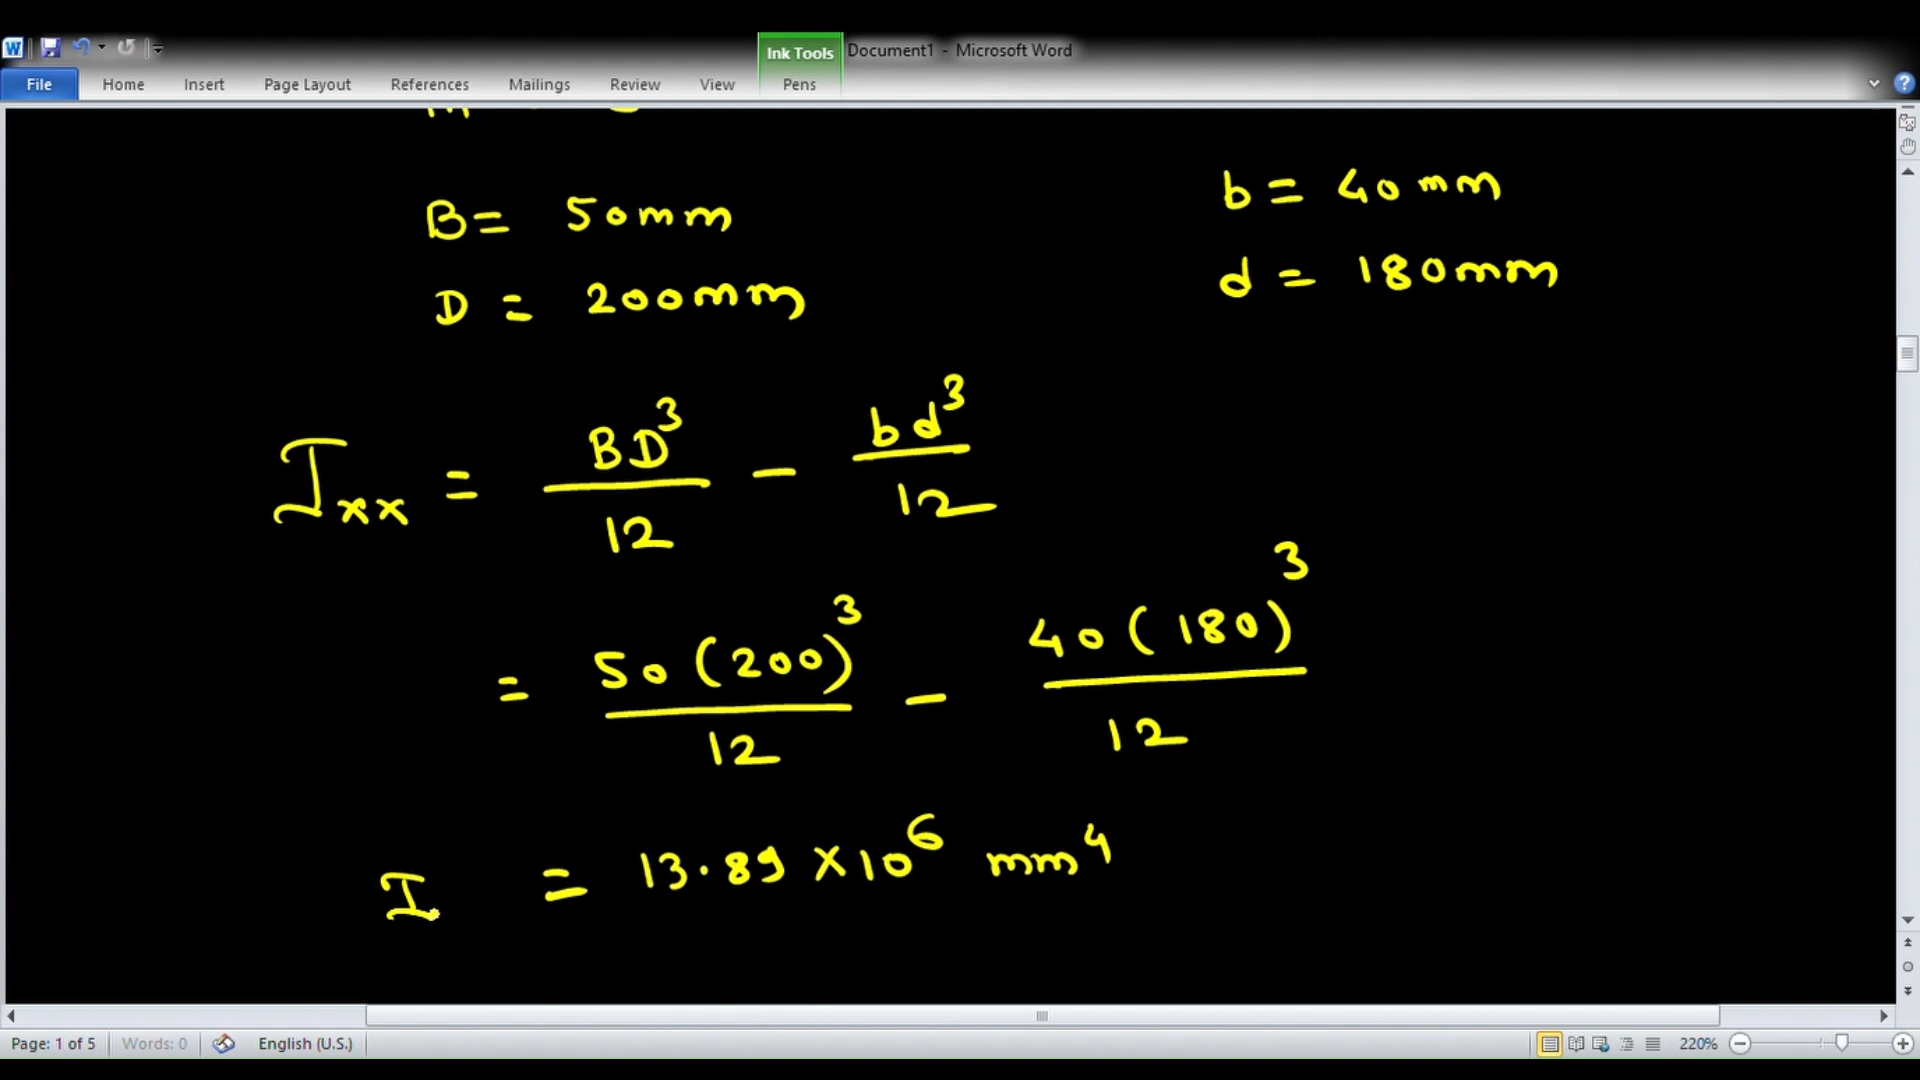 Ink Tools Document1 - Microsoft Word
File Home Insert Page Layout References Mailings Review View Pens
B = 50mm
D = 200mm
b = 40mm
d = 180mm
Ixx = BD³/12 - bd³/12
= 50(200)³/12 - 40(180)³/12
I = 13.89 ×10⁶ mm⁴
Page: 1 of 5 Words: 0 English (U.S.) 220%